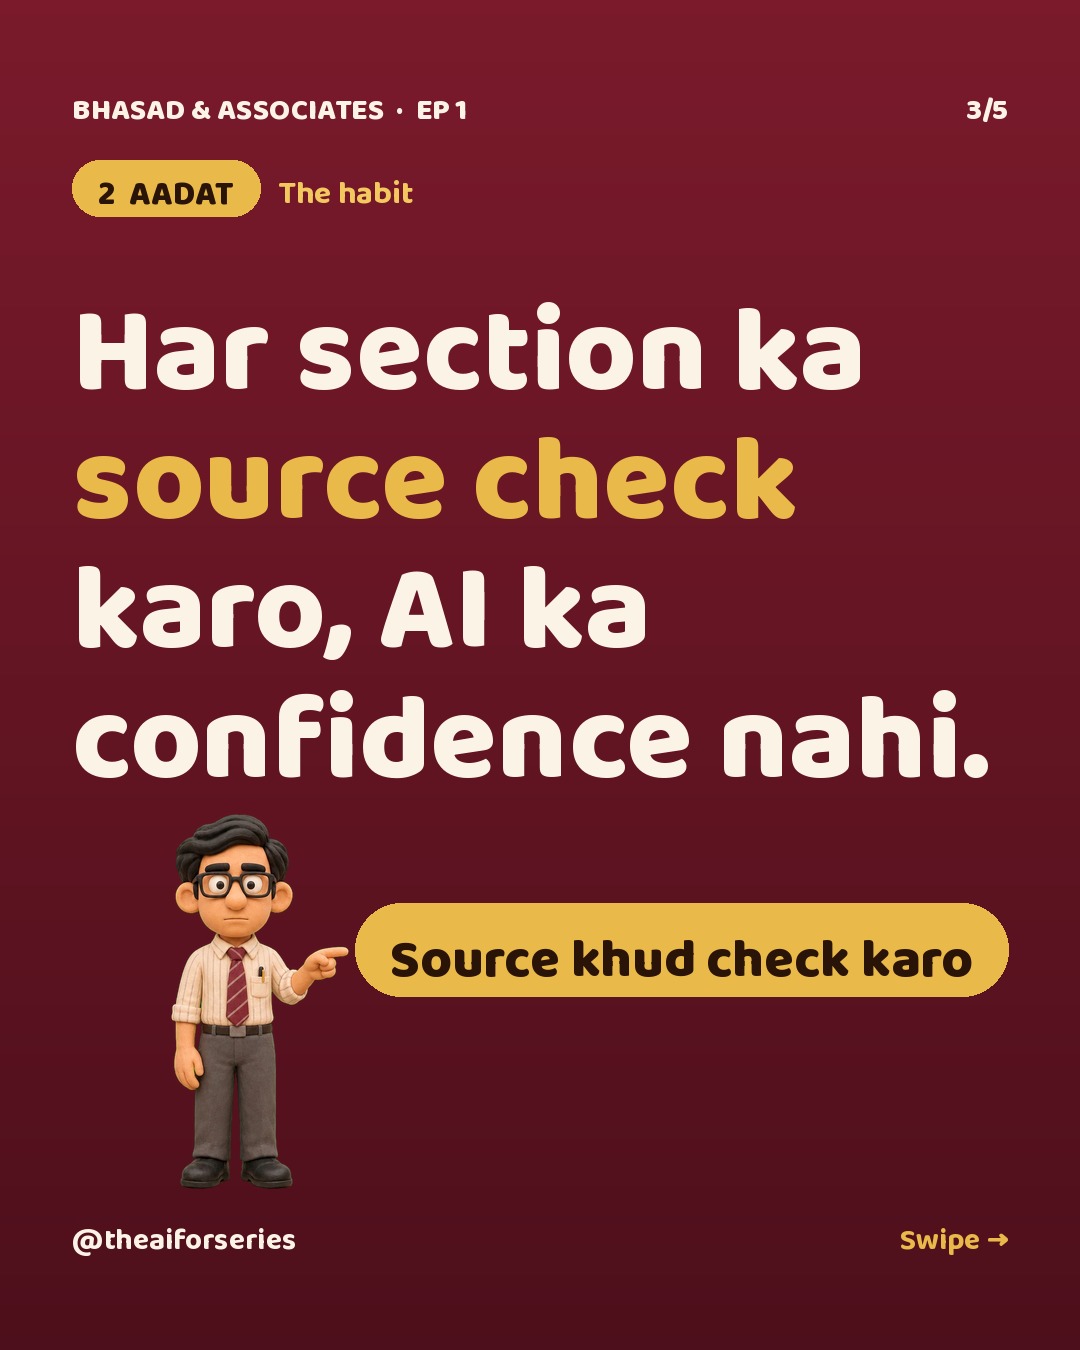 BHASAD & ASSOCIATES · EP 1
3/5
2 AADAT The habit
Har section ka
source check
karo, AI ka
confidence nahi.
Source khud check karo
@theaiforseries
Swipe →